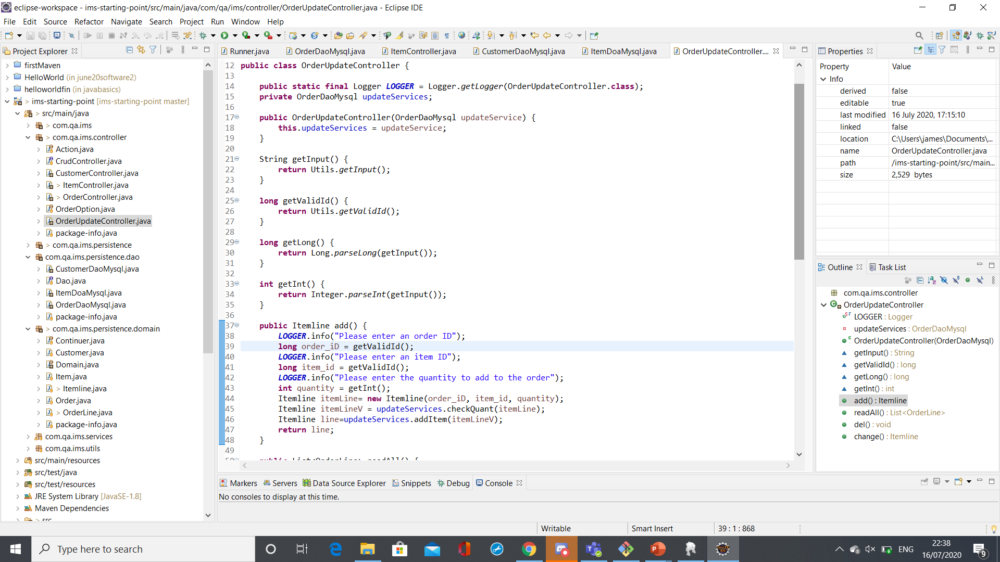 eclipse-workspace - ims-starting-point/src/main/java/com/qa/ims/controller/OrderUpdateController.java - Eclipse IDE
File Edit Source Refactor Navigate Search Project Run Window Help
Project Explorer
firstMaven
HelloWorld (in june20software2)
helloworldfin (in javabasics)
> ims-starting-point [ims-starting-point master]
> src/main/java
> com.qa.ims
> com.qa.ims.controller
Action.java
CrudController.java
CustomerController.java
> ItemController.java
> OrderController.java
OrderOption.java
OrderUpdateController.java
package-info.java
> com.qa.ims.persistence
com.qa.ims.persistence.dao
CustomerDaoMysql.java
Dao.java
ItemDoaMysql.java
OrderDaoMysql.java
package-info.java
> com.qa.ims.persistence.domain
Continuer.java
Customer.java
Domain.java
Item.java
> Itemline.java
Order.java
> OrderLine.java
package-info.java
com.qa.ims.services
com.qa.ims.utils
src/main/resources
src/test/java
src/test/resources
JRE System Library [JavaSE-1.8]
Maven Dependencies
> src
Runner.java OrderDaoMysql.java ItemController.java CustomerDaoMysql.java ItemDoaMysql.java OrderUpdateController....
12 public class OrderUpdateController {
13
14 public static final Logger LOGGER = Logger.getLogger(OrderUpdateController.class);
15 private OrderDaoMysql updateServices;
16
17 public OrderUpdateController(OrderDaoMysql updateService) {
18 this.updateServices = updateService;
19 }
20
21 String getInput() {
22 return Utils.getInput();
23 }
24
25 long getValidId() {
26 return Utils.getValidId();
27 }
28
29 long getLong() {
30 return Long.parseLong(getInput());
31 }
32
33 int getInt() {
34 return Integer.parseInt(getInput());
35 }
36
37 public Itemline add() {
38 LOGGER.info("Please enter an order ID");
39 long order_iD = getValidId();
40 LOGGER.info("Please enter an item ID");
41 long item_id = getValidId();
42 LOGGER.info("Please enter the quantity to add to the order");
43 int quantity = getInt();
44 Itemline itemLine= new Itemline(order_iD, item_id, quantity);
45 Itemline itemLineV = updateServices.checkQuant(itemLine);
46 Itemline line=updateServices.addItem(itemLineV);
47 return line;
48 }
49
50 public List<OrderLine> readAll() {
Properties
Property Value
Info
derived false
editable true
last modified 16 July 2020, 17:15:10
linked false
location C:\Users\james\Documents\...
name OrderUpdateController.java
path /ims-starting-point/src/main...
size 2,529 bytes
Outline Task List
com.qa.ims.controller
OrderUpdateController
LOGGER : Logger
updateServices : OrderDaoMysql
OrderUpdateController(OrderDaoMysql)
getInput() : String
getValidId() : long
getLong() : long
getInt() : int
add() : Itemline
readAll() : List<OrderLine>
del() : void
change() : Itemline
Markers Servers Data Source Explorer Snippets Debug Console
No consoles to display at this time.
Writable Smart Insert 39 : 1 : 868
Type here to search
ENG
22:38
16/07/2020
9